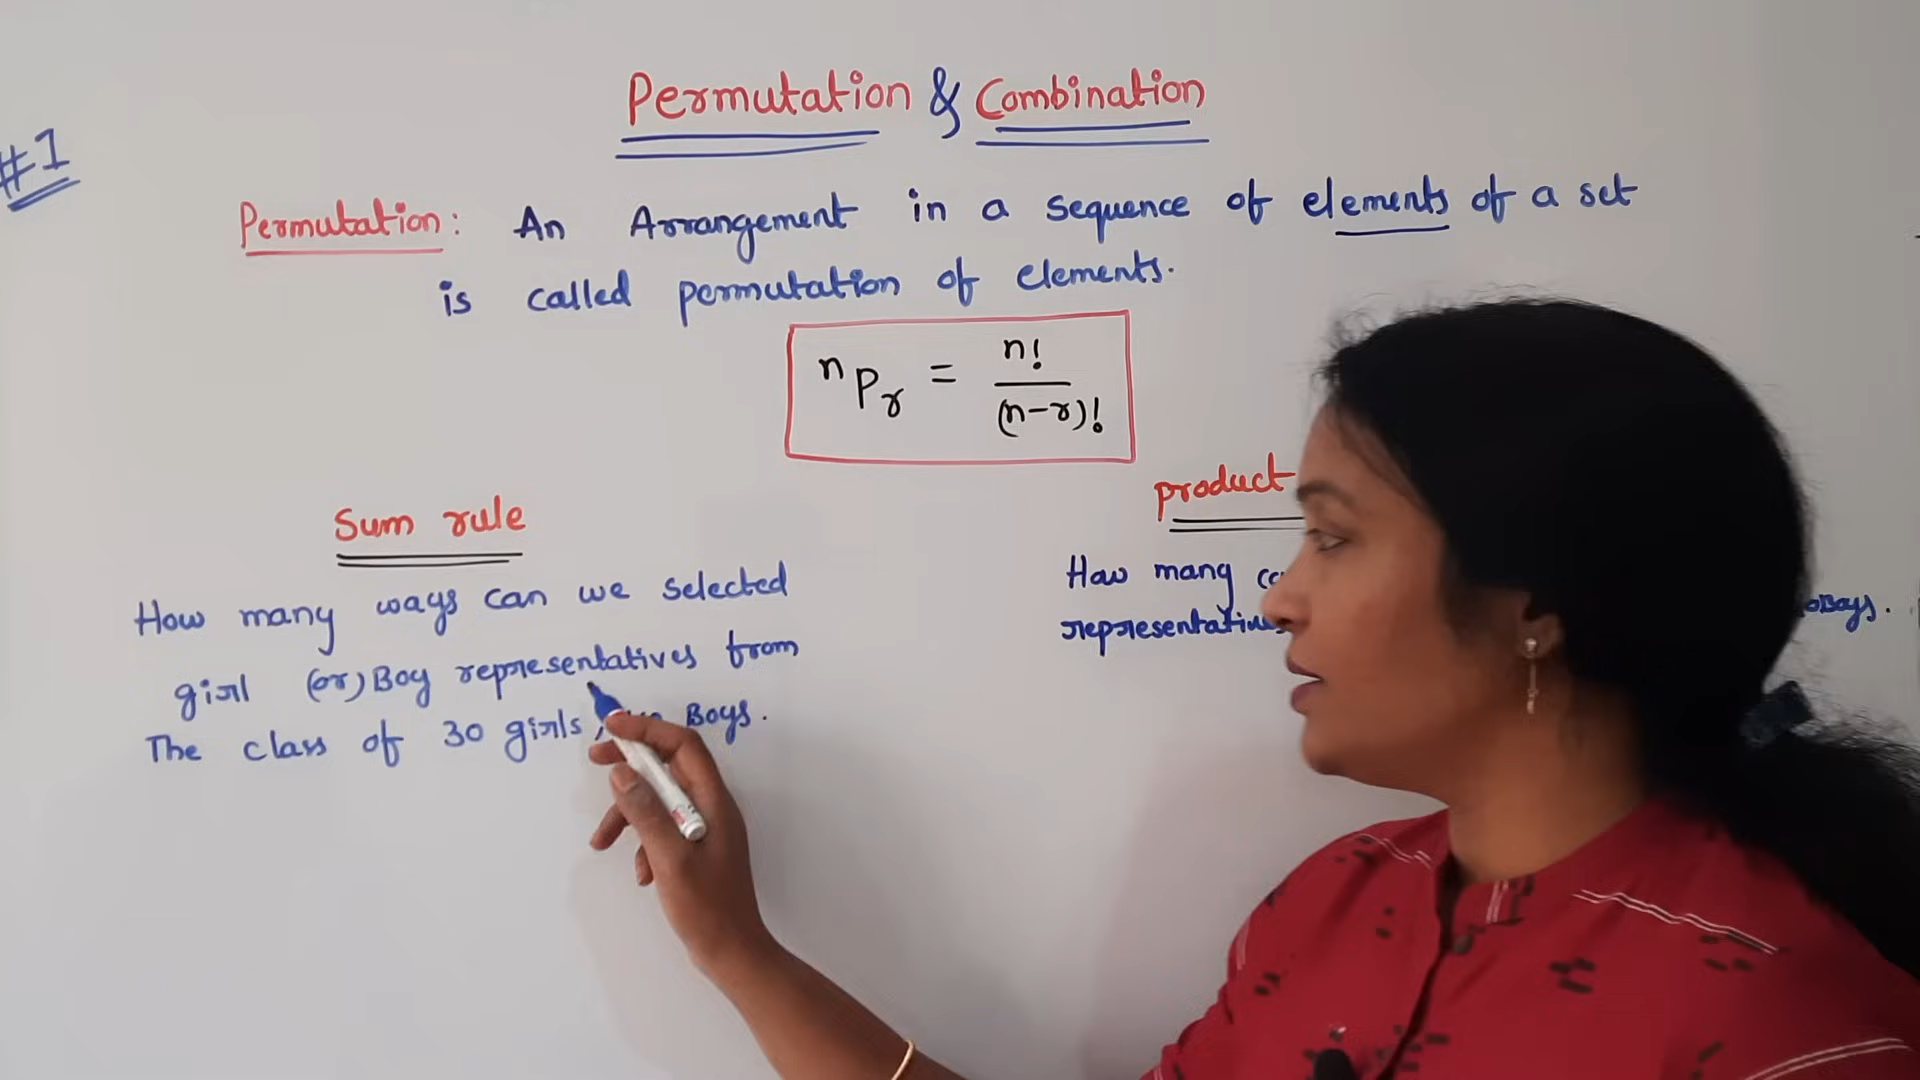 #1
Permutation & Combination
Permutation: An Arrangement in a sequence of elements of a set
is called permutation of elements.
nPr = n! / (n-r)!
Sum rule
How many ways can we selected
girl (or) Boy representatives from
The class of 30 girls, Boys.
product
How many
Boys.